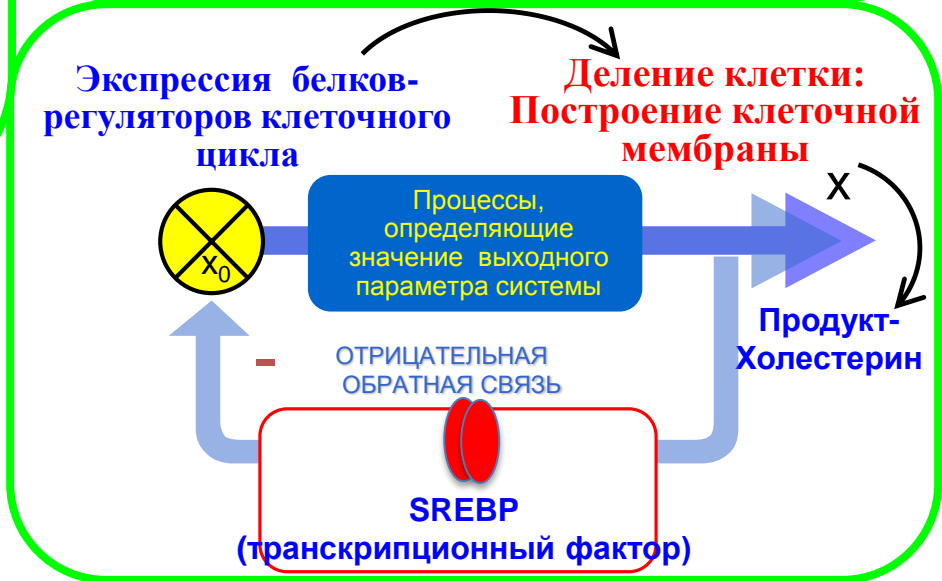 Экспрессия белков-
регуляторов клеточного
цикла
Деление клетки:
Построение клеточной
мембраны
X
X₀
Процессы,
определяющие
значение выходного
параметра системы
Продукт-
Холестерин
-
ОТРИЦАТЕЛЬНАЯ
ОБРАТНАЯ СВЯЗЬ
SREBP
(транскрипционный фактор)